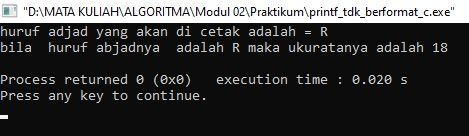 "D:\MATA KULIAH\ALGORITMA\Modul 02\Praktikum\printf_tdk_berformat_c.exe"
huruf adjad yang akan di cetak adalah = R
bila  huruf abjadnya  adalah R maka ukuratanya adalah 18
Process returned 0 (0x0)   execution time : 0.020 s
Press any key to continue.